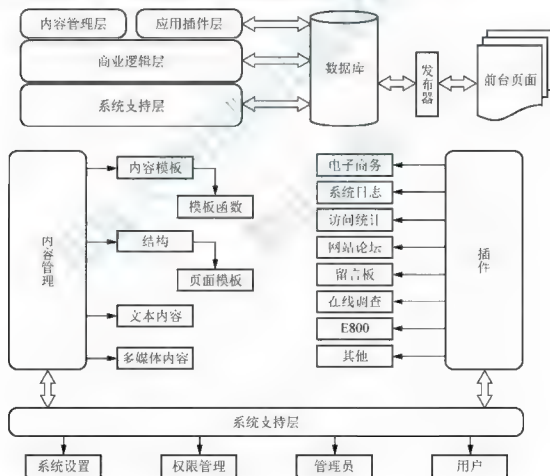 内容管理层
应用插件层
商业逻辑层
系统支持层
数据库
发布器
前台页面
内容管理
内容模板
模板函数
结构
页面模板
文本内容
多媒体内容
电子商务
系统日志
访问统计
网站论坛
留言板
在线调查
E800
其他
插件
系统支持层
系统设置
权限管理
管理员
用户